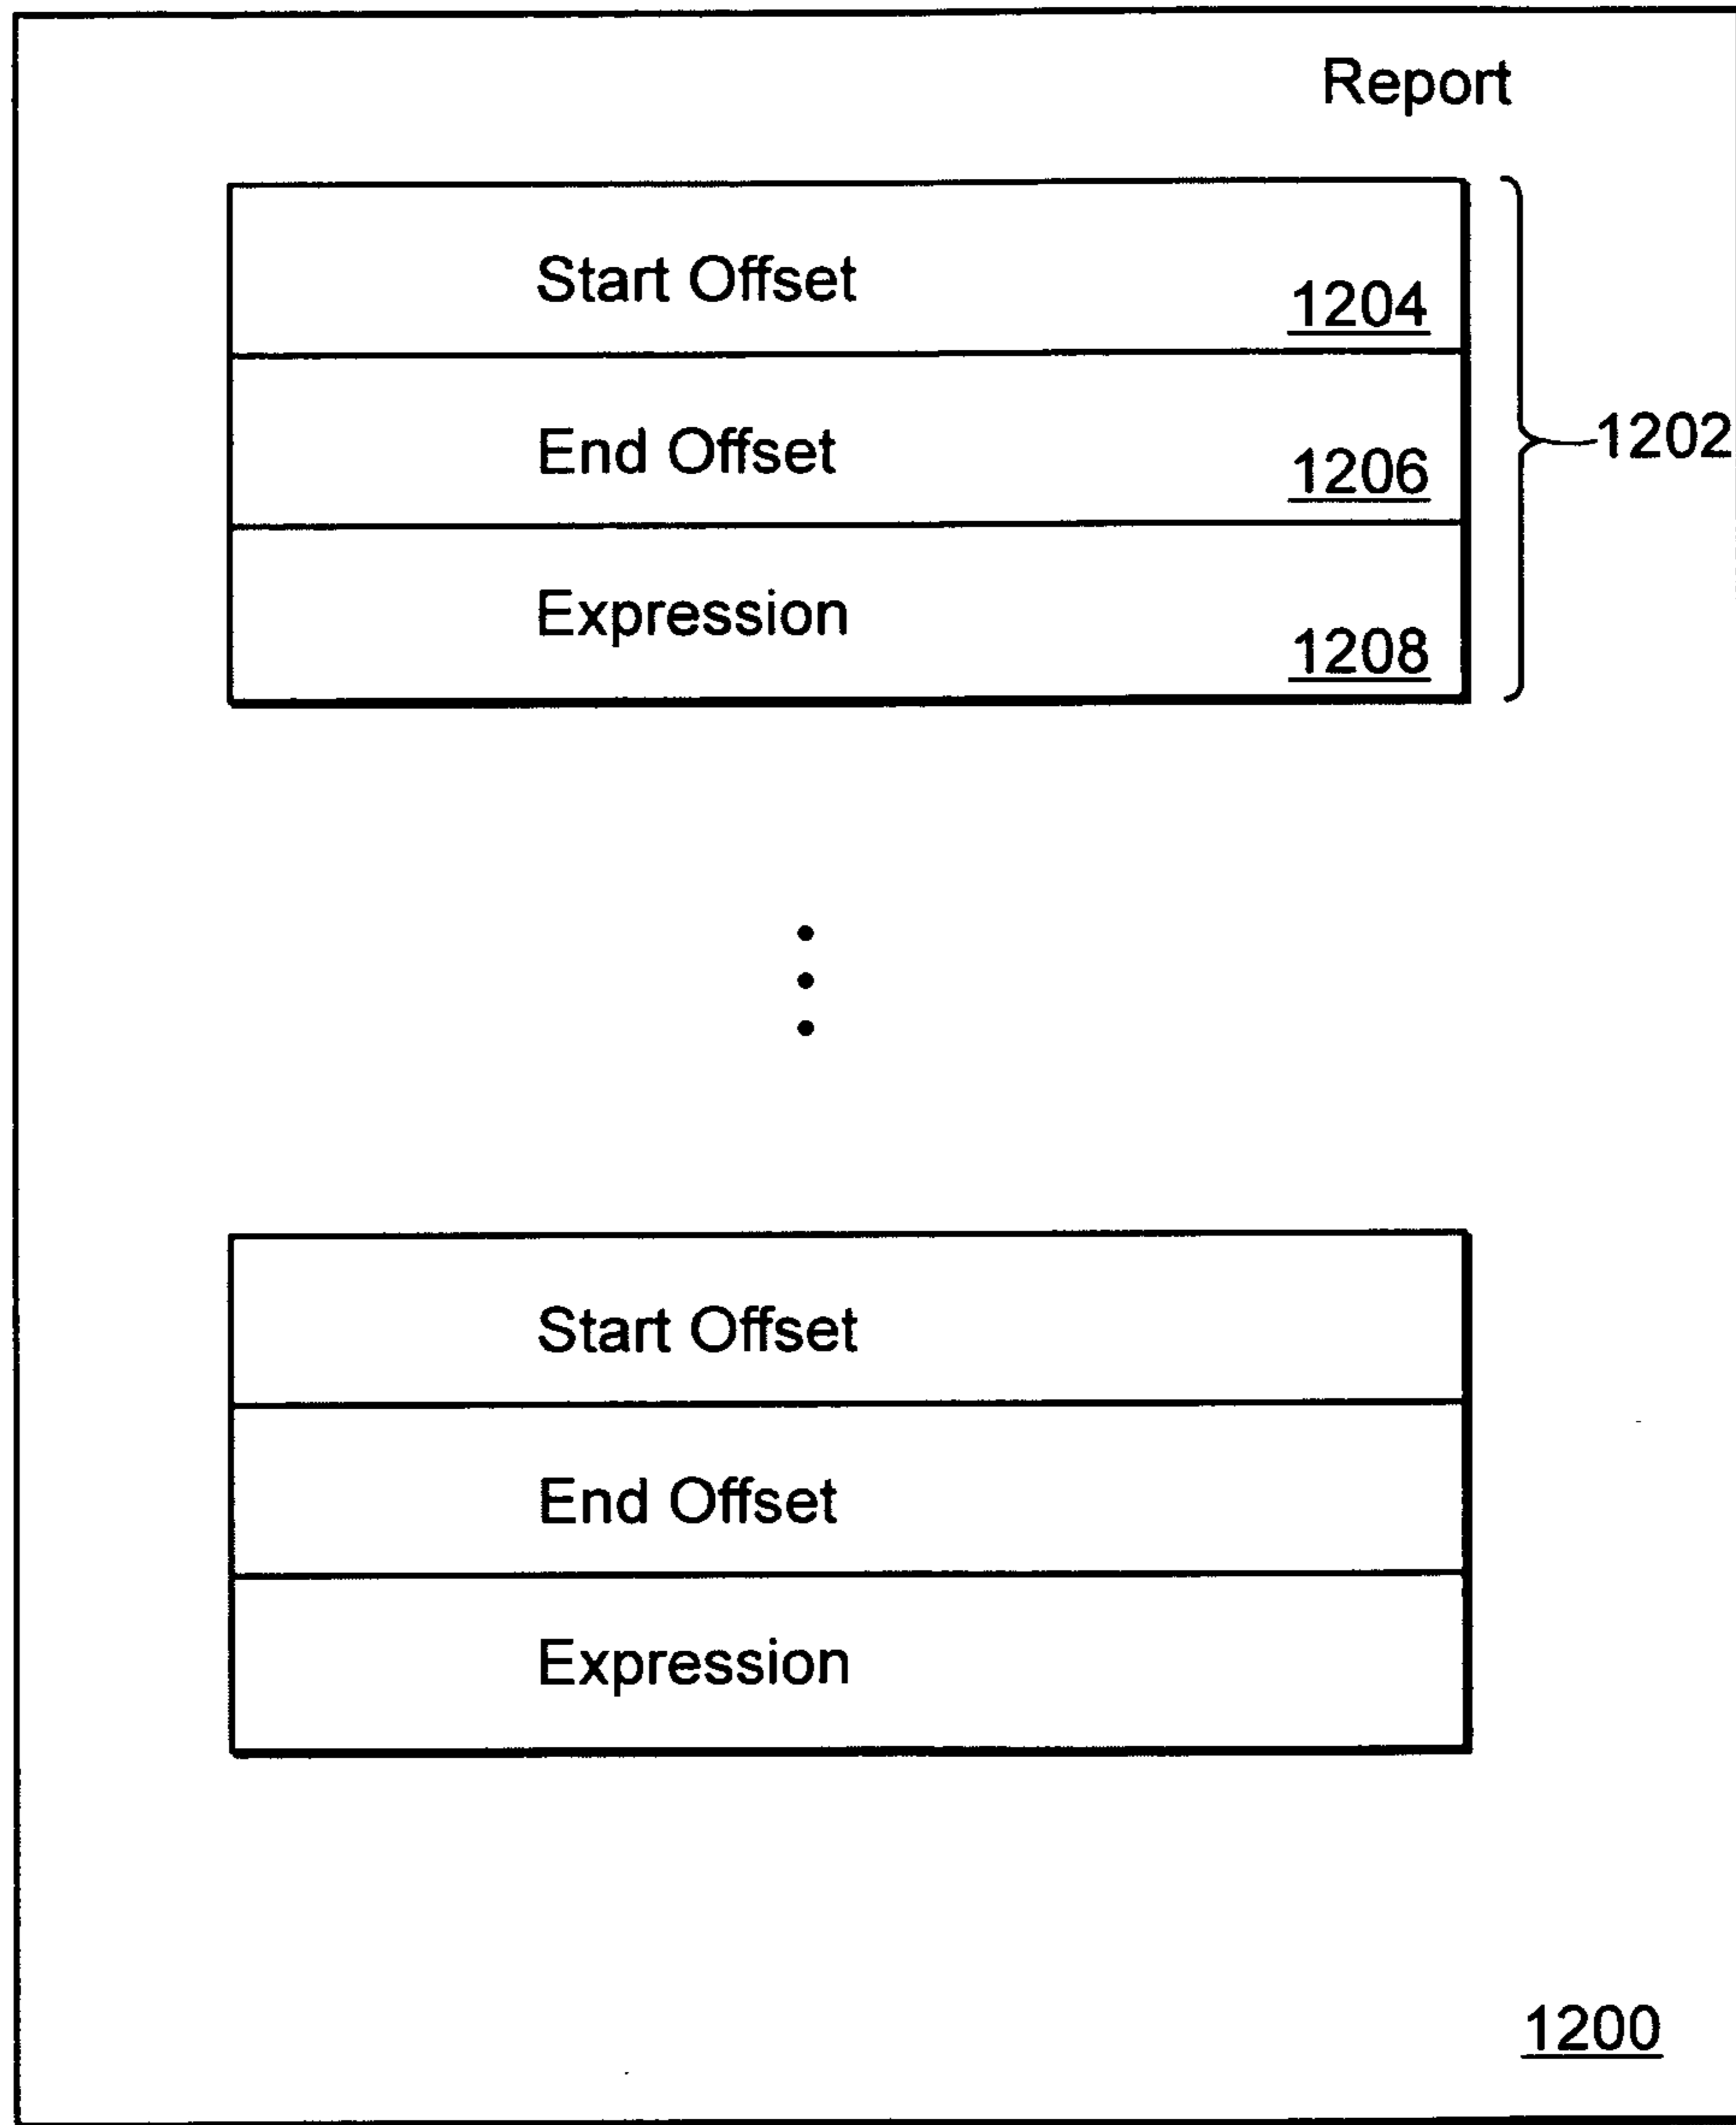 Report
Start Offset
1204
End Offset
1206
1202
Expression
1208
Start Offset
End Offset
Expression
1200